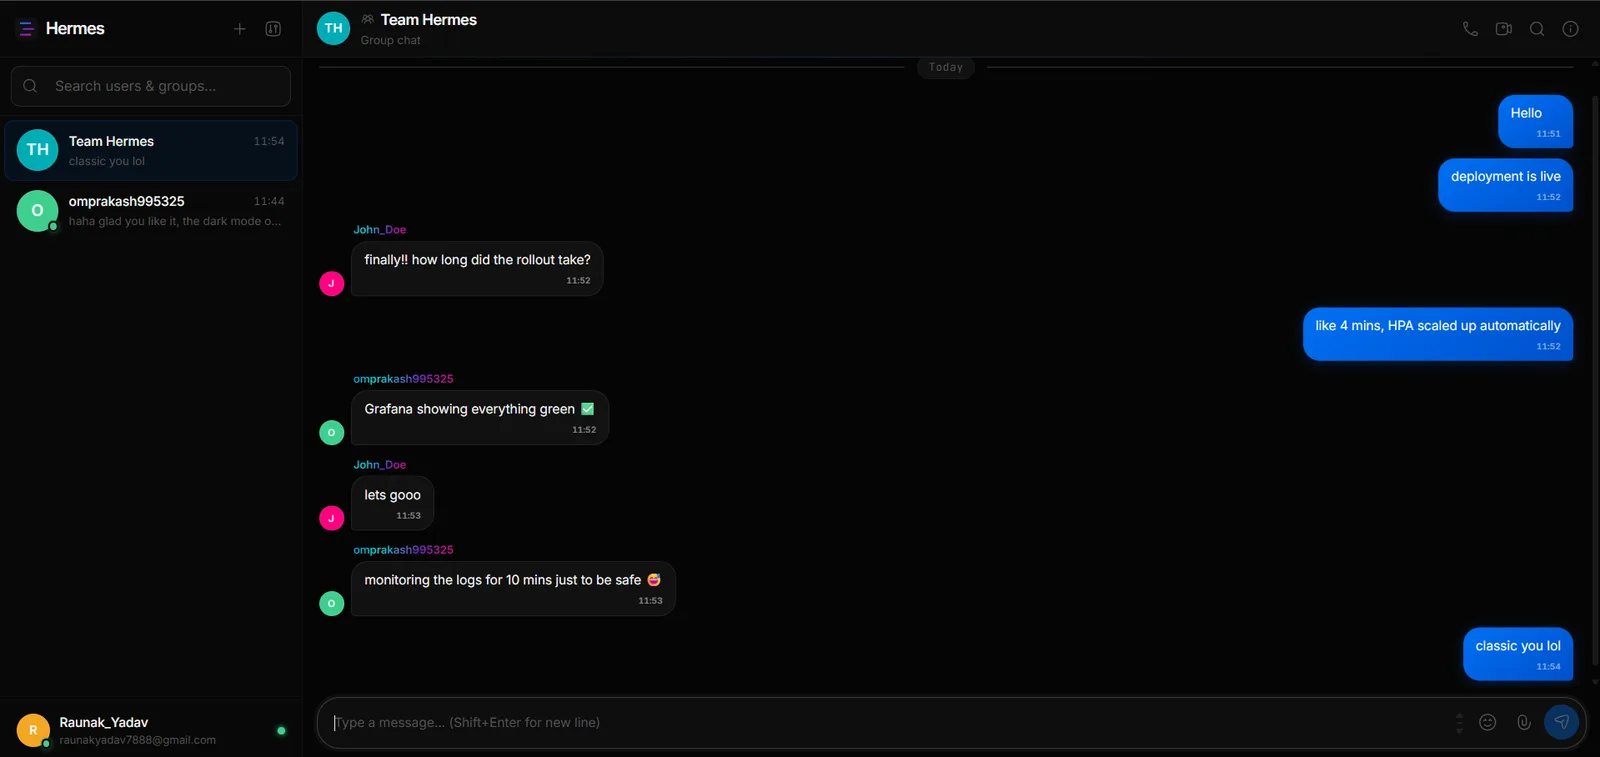 Hermes
Search users & groups...
TH
Team Hermes
11:54
classic you lol
O
omprakash995325
11:44
haha glad you like it, the dark mode o...
R
Raunak_Yadav
raunakyadav7888@gmail.com
TH
Team Hermes
Group chat
Today
Hello
11:51
deployment is live
11:52
John_Doe
J
finally!! how long did the rollout take?
11:52
like 4 mins, HPA scaled up automatically
11:52
omprakash995325
O
Grafana showing everything green ✅
11:52
John_Doe
J
lets gooo
11:53
omprakash995325
O
monitoring the logs for 10 mins just to be safe 😅
11:53
classic you lol
11:54
Type a message... (Shift+Enter for new line)